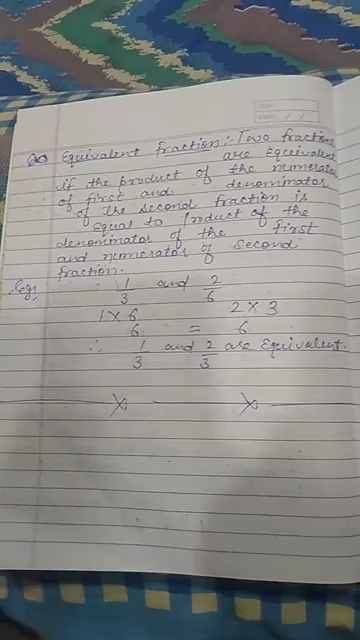 Equivalent fraction:- Two fractions
are Equivalent
if the product of the numerator
of first and denominator
of the second fraction is
equal to Product of the
denominator of the first
and numerator of second
fraction.
eg, 1/3 and 2/6
1 × 6 2 × 3
6 = 6
∴ 1/3 and 2/3 are Equivalent.